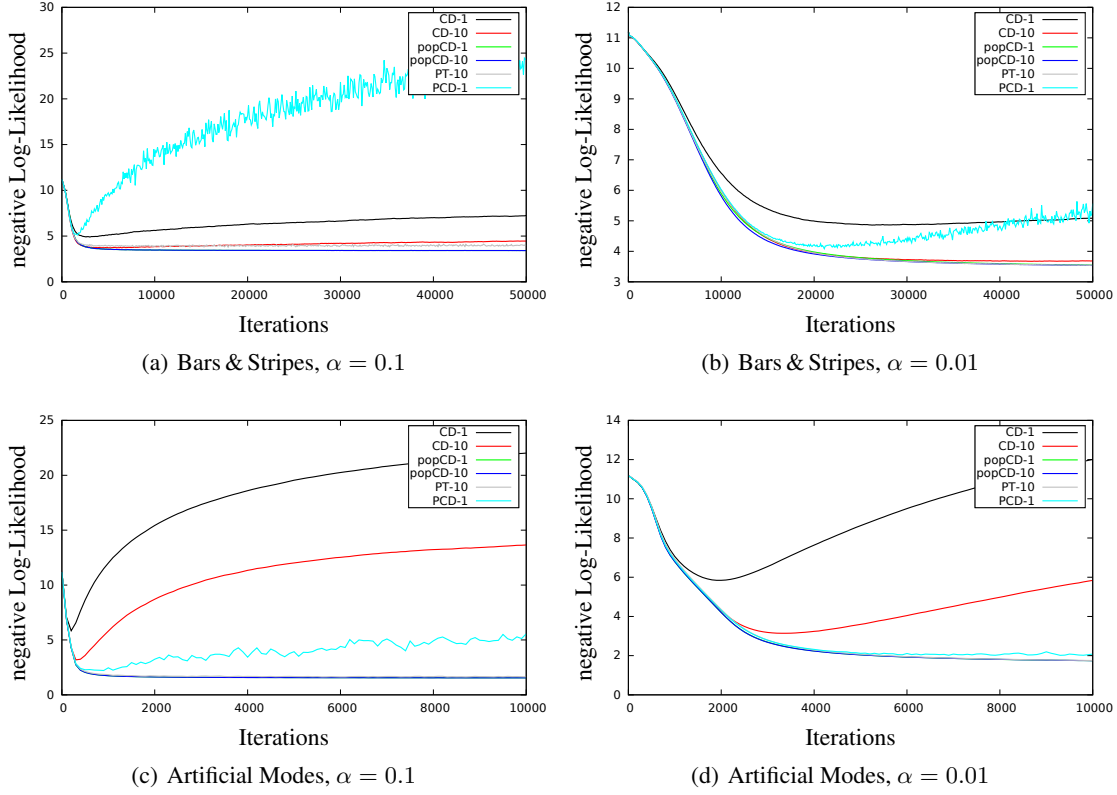 negative Log-Likelihood
30
25
20
15
10
5
0
CD-1
CD-10
popCD-1
popCD-10
PT-10
PCD-1
0 10000 20000 30000 40000 50000
Iterations
(a) Bars & Stripes, α = 0.1
negative Log-Likelihood
12
11
10
9
8
7
6
5
4
3
CD-1
CD-10
popCD-1
popCD-10
PT-10
PCD-1
0 10000 20000 30000 40000 50000
Iterations
(b) Bars & Stripes, α = 0.01
negative Log-Likelihood
25
20
15
10
5
0
CD-1
CD-10
popCD-1
popCD-10
PT-10
PCD-1
0 2000 4000 6000 8000 10000
Iterations
(c) Artificial Modes, α = 0.1
negative Log-Likelihood
14
12
10
8
6
4
2
0
CD-1
CD-10
popCD-1
popCD-10
PT-10
PCD-1
0 2000 4000 6000 8000 10000
Iterations
(d) Artificial Modes, α = 0.01